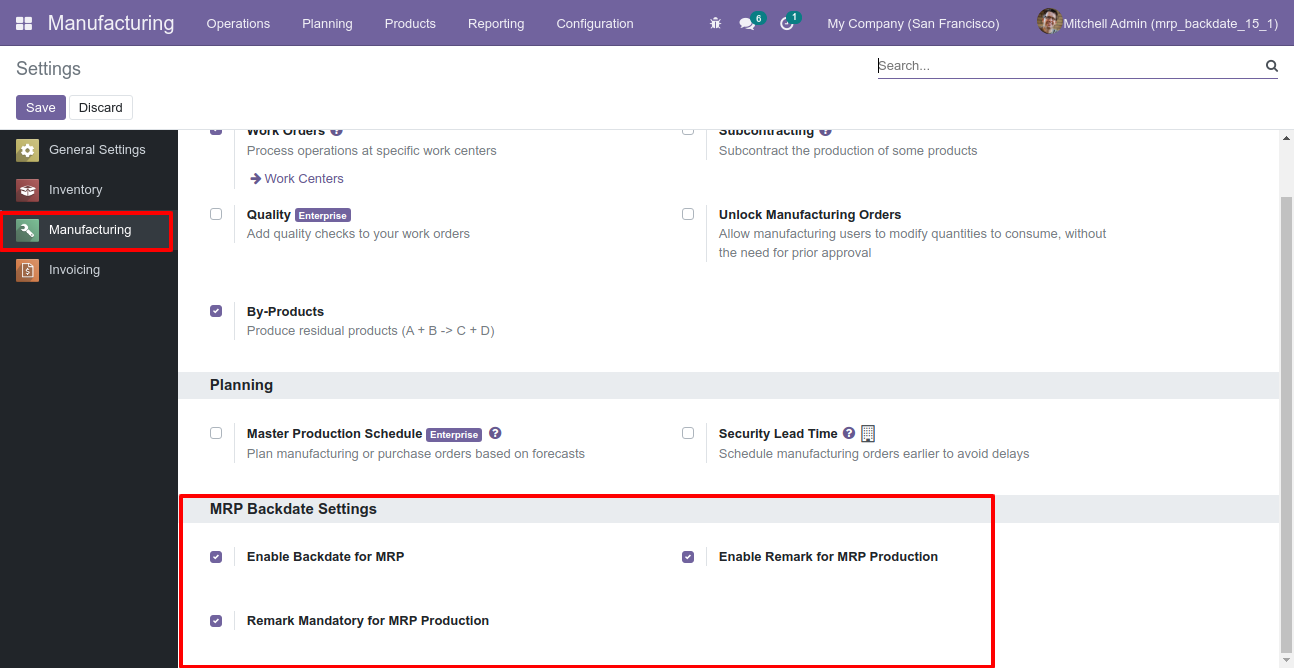 Manufacturing Operations Planning Products Reporting Configuration 6 1 My Company (San Francisco) Mitchell Admin (mrp_backdate_15_1)
Settings
Search...
Save Discard
General Settings
Inventory
Manufacturing
Invoicing
Work Orders ? Subcontracting ?
Process operations at specific work centers Subcontract the production of some products
Work Centers
Quality Enterprise Unlock Manufacturing Orders
Add quality checks to your work orders Allow manufacturing users to modify quantities to consume, without
the need for prior approval
By-Products
Produce residual products (A + B -> C + D)
Planning
Master Production Schedule Enterprise ? Security Lead Time ?
Plan manufacturing or purchase orders based on forecasts Schedule manufacturing orders earlier to avoid delays
MRP Backdate Settings
Enable Backdate for MRP Enable Remark for MRP Production
Remark Mandatory for MRP Production